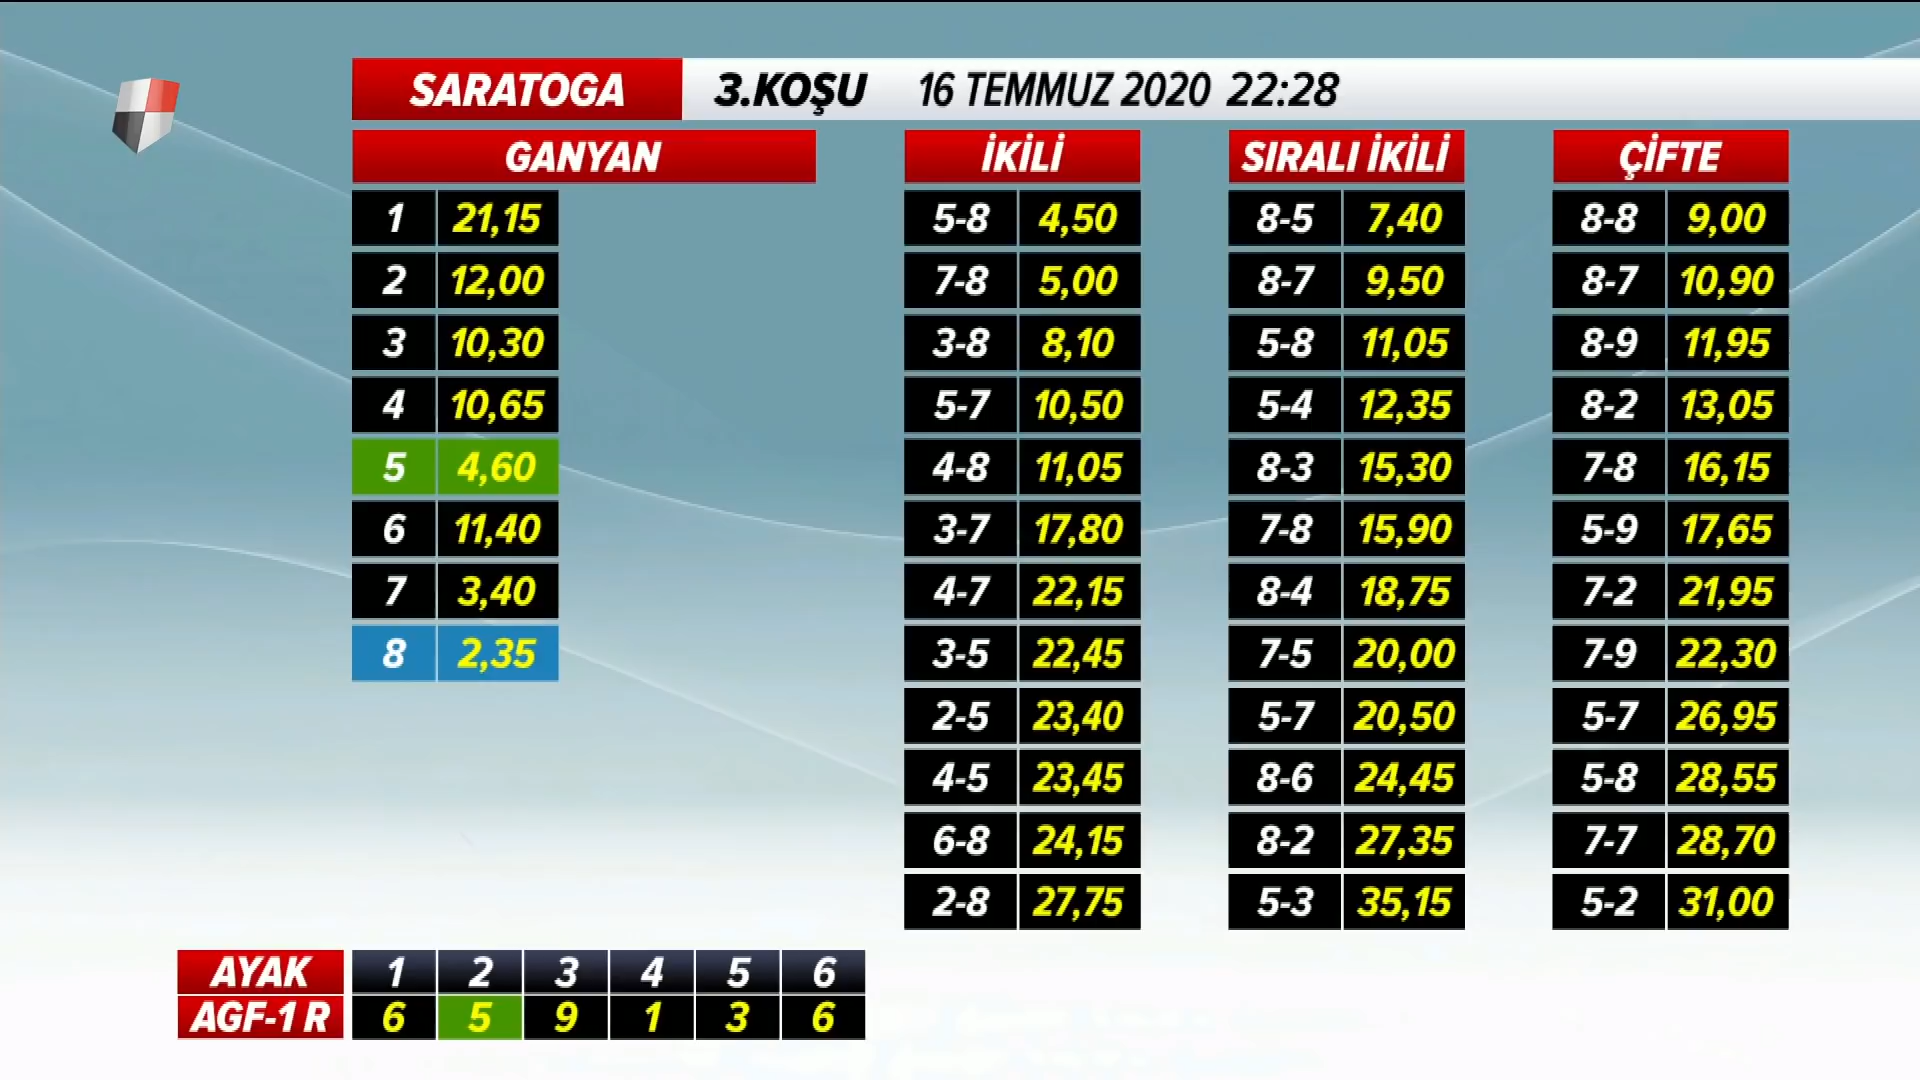 SARATOGA 3.KOŞU 16 TEMMUZ 2020 22:28
GANYAN İKİLİ SIRALI İKİLİ ÇİFTE
1 21,15 5-8 4,50 8-5 7,40 8-8 9,00
2 12,00 7-8 5,00 8-7 9,50 8-7 10,90
3 10,30 3-8 8,10 5-8 11,05 8-9 11,95
4 10,65 5-7 10,50 5-4 12,35 8-2 13,05
5 4,60 4-8 11,05 8-3 15,30 7-8 16,15
6 11,40 3-7 17,80 7-8 15,90 5-9 17,65
7 3,40 4-7 22,15 8-4 18,75 7-2 21,95
8 2,35 3-5 22,45 7-5 20,00 7-9 22,30
2-5 23,40 5-7 20,50 5-7 26,95
4-5 23,45 8-6 24,45 5-8 28,55
6-8 24,15 8-2 27,35 7-7 28,70
2-8 27,75 5-3 35,15 5-2 31,00
AYAK 1 2 3 4 5 6
AGF-1 R 6 5 9 1 3 6